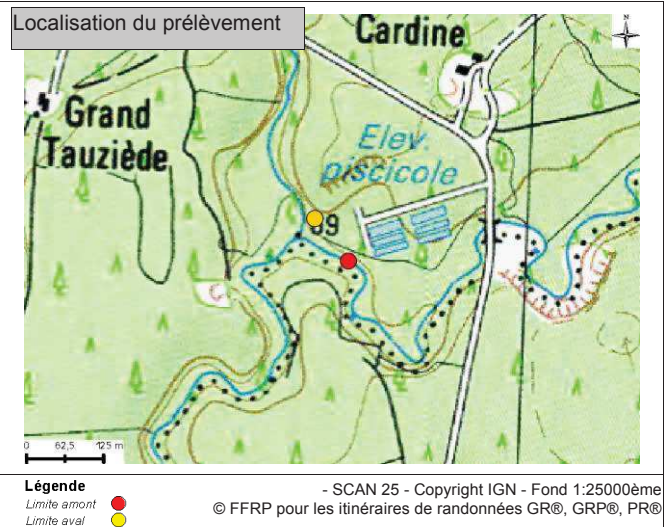 Localisation du prélèvement
N
Cardine
Grand
Tauziède
Elev.
piscicole
0 62,5 125 m
Légende
Limite amont
Limite aval
- SCAN 25 - Copyright IGN - Fond 1:25000ème
© FFRP pour les itinéraires de randonnées GR®, GRP®, PR®